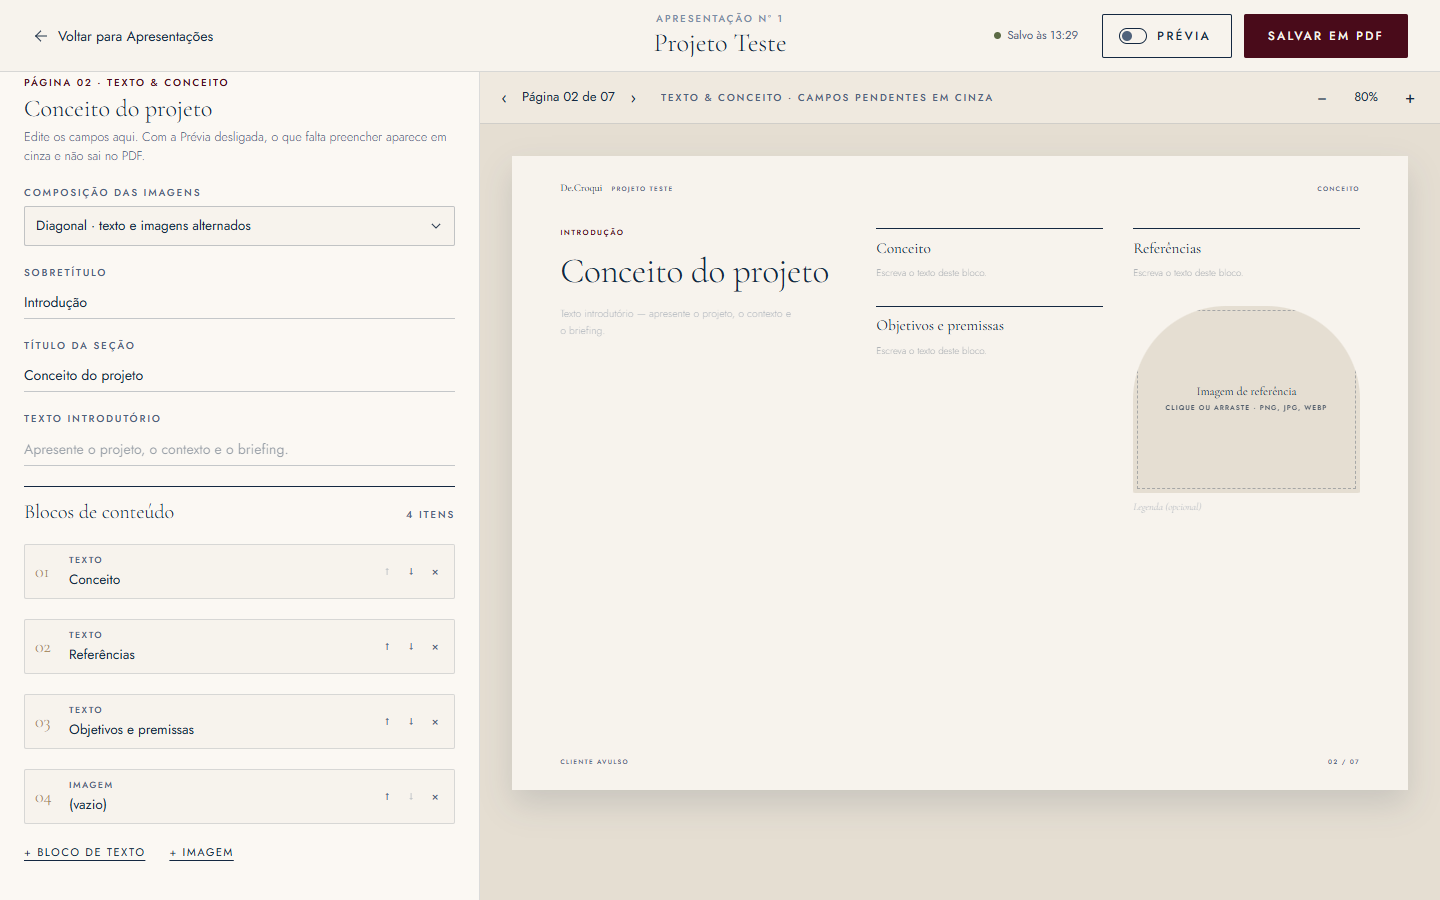 Voltar para Apresentações
APRESENTAÇÃO Nº 1
Projeto Teste
Salvo às 13:29
PRÉVIA
SALVAR EM PDF
PÁGINA 02 · TEXTO & CONCEITO
Conceito do projeto
Edite os campos aqui. Com a Prévia desligada, o que falta preencher aparece em
cinza e não sai no PDF.
COMPOSIÇÃO DAS IMAGENS
Diagonal · texto e imagens alternados
SOBRETÍTULO
Introdução
TÍTULO DA SEÇÃO
Conceito do projeto
TEXTO INTRODUTÓRIO
Apresente o projeto, o contexto e o briefing.
Blocos de conteúdo
4 ITENS
01
TEXTO
Conceito
↑ ↓ ×
02
TEXTO
Referências
↑ ↓ ×
03
TEXTO
Objetivos e premissas
↑ ↓ ×
04
IMAGEM
(vazio)
↑ ↓ ×
+ BLOCO DE TEXTO
+ IMAGEM
‹ Página 02 de 07 ›
TEXTO & CONCEITO · CAMPOS PENDENTES EM CINZA
− 80% +
De.Croqui PROJETO TESTE
CONCEITO
INTRODUÇÃO
Conceito do projeto
Texto introdutório — apresente o projeto, o contexto e
o briefing.
Conceito
Escreva o texto deste bloco.
Referências
Escreva o texto deste bloco.
Objetivos e premissas
Escreva o texto deste bloco.
Imagem de referência
CLIQUE OU ARRASTE · PNG, JPG, WEBP
Legenda (opcional)
CLIENTE AVULSO
02 / 07